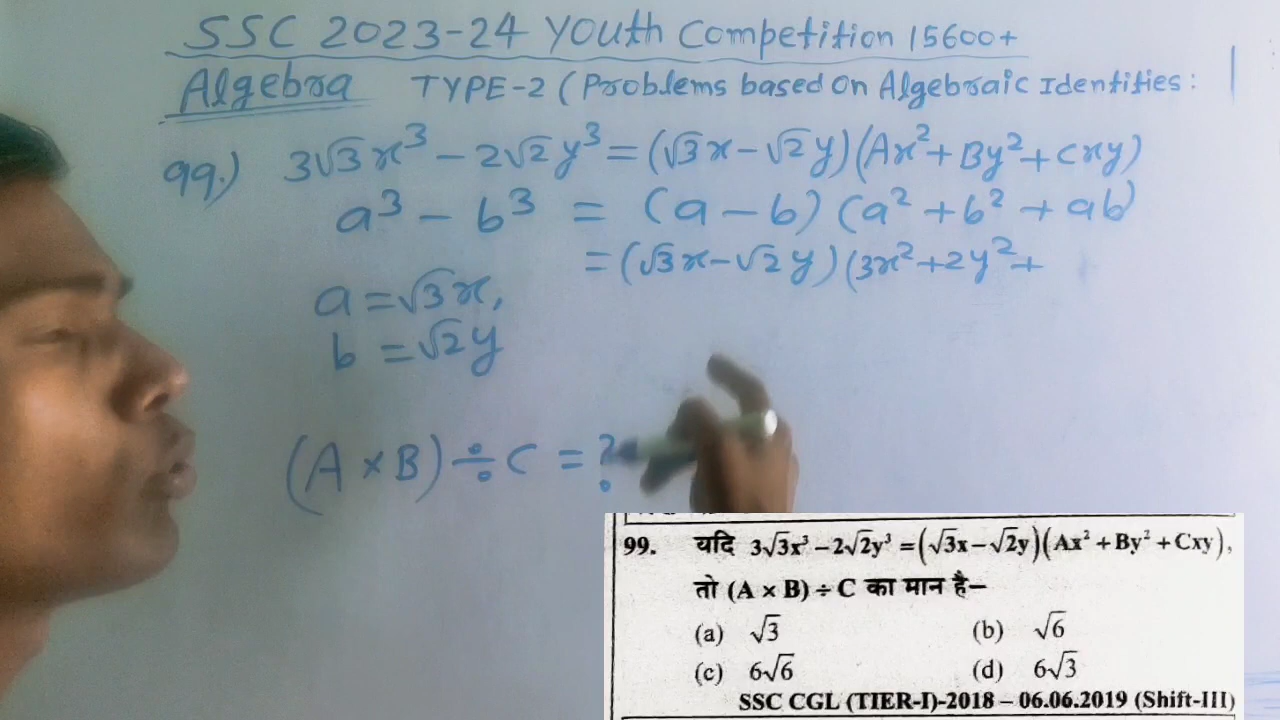 SSC 2023-24 Youth Competition 15600+
Algebra TYPE-2 (Problems based on Algebraic Identities:
99.) 3√3x³ - 2√2y³ = (√3x - √2y)(Ax² + By² + Cxy)
a³ - b³ = (a - b)(a² + b² + ab)
= (√3x - √2y)(3x² + 2y² +
a = √3x,
b = √2y
(A × B) ÷ C = ?
99. यदि 3√3x³ – 2√2y³ = (√3x – √2y)(Ax² + By² + Cxy),
तो (A × B) ÷ C का मान है–
(a) √3 (b) √6
(c) 6√6 (d) 6√3
SSC CGL (TIER-I)-2018 – 06.06.2019 (Shift-III)